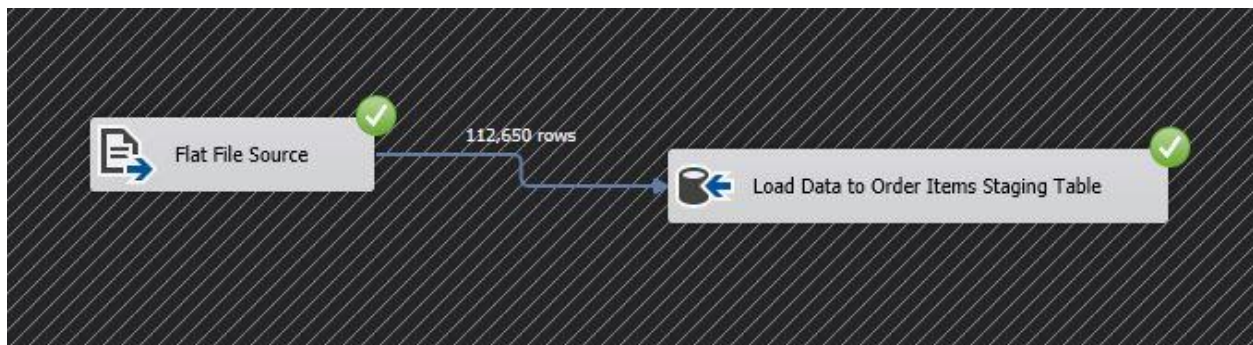 Flat File Source
112,650 rows
Load Data to Order Items Staging Table